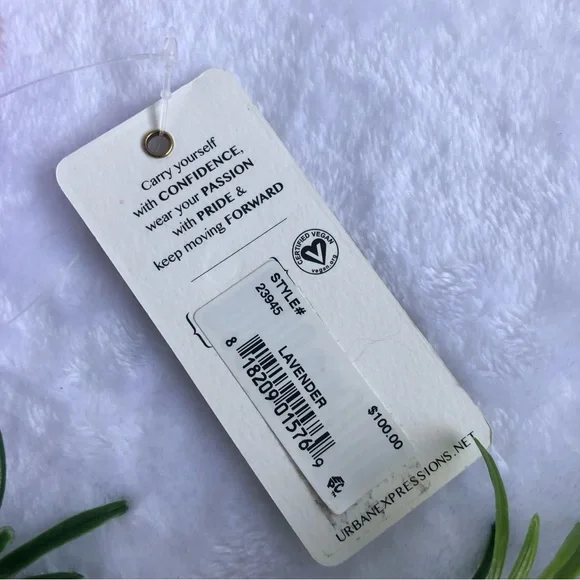 Carry yourself
with CONFIDENCE,
wear your PASSION
with PRIDE &
keep moving FORWARD
CERTIFIED VEGAN
vegan.org
STYLE#
23945
LAVENDER
8 18209 01576 9
$100.00
URBANEXPRESSIONS.NET